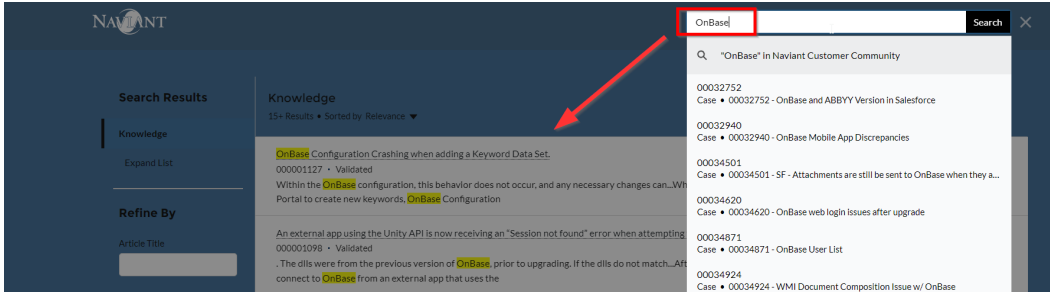 NAVIANT
OnBase
Search
"OnBase" in Naviant Customer Community
00032752
Case • 00032752 - OnBase and ABBYY Version in Salesforce
00032940
Case • 00032940 - OnBase Mobile App Discrepancies
00034501
Case • 00034501 - SF - Attachments are still be sent to OnBase when they a...
00034620
Case • 00034620 - OnBase web login issues after upgrade
00034871
Case • 00034871 - OnBase User List
00034924
Case • 00034924 - WMI Document Composition Issue w/ OnBase
Search Results
Knowledge
Expand List
Refine By
Article Title
Knowledge
15+ Results • Sorted by Relevance
OnBase Configuration Crashing when adding a Keyword Data Set.
000001127 • Validated
Within the OnBase configuration, this behavior does not occur, and any necessary changes can...Wh
Portal to create new keywords, OnBase Configuration
An external app using the Unity API is now receiving an "Session not found" error when attempting
000001098 • Validated
. The dlls were from the previous version of OnBase, prior to upgrading. If the dlls do not match...Aft
connect to OnBase from an external app that uses the